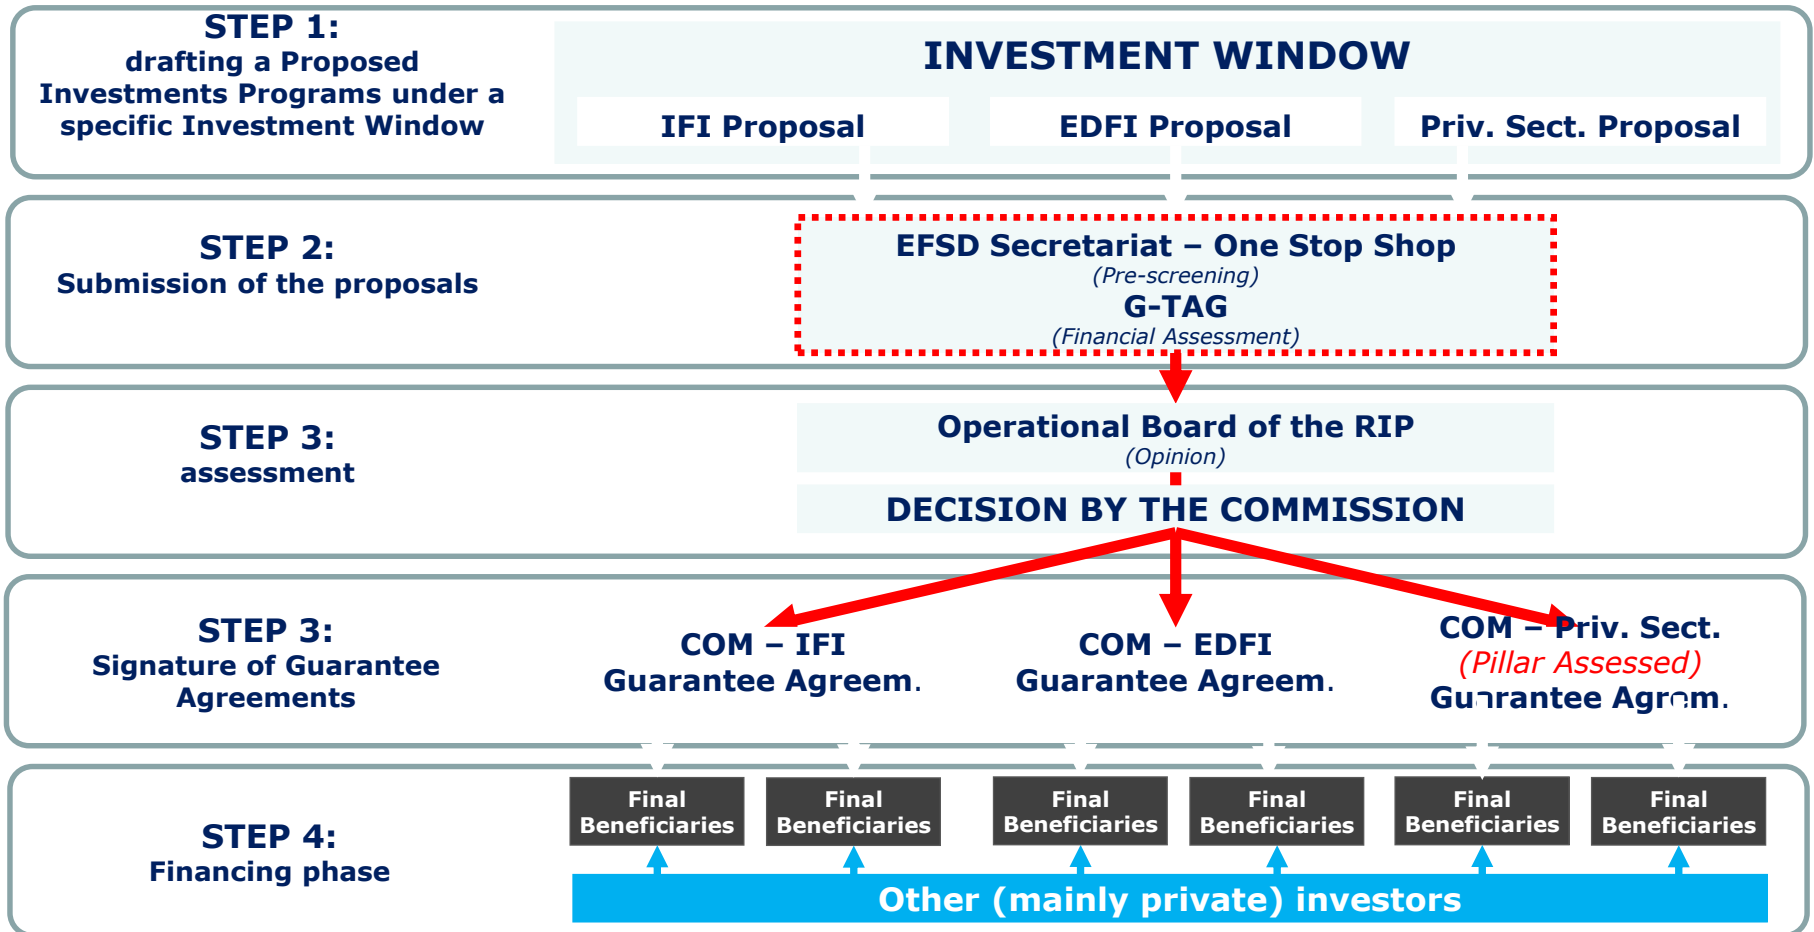 STEP 1:
drafting a Proposed
Investments Programs under a
specific Investment Window
INVESTMENT WINDOW
IFI Proposal
EDFI Proposal
Priv. Sect. Proposal
STEP 2:
Submission of the proposals
EFSD Secretariat – One Stop Shop
(Pre-screening)
G-TAG
(Financial Assessment)
STEP 3:
assessment
Operational Board of the RIP
(Opinion)
DECISION BY THE COMMISSION
STEP 3:
Signature of Guarantee
Agreements
COM – IFI
Guarantee Agreem.
COM – EDFI
Guarantee Agreem.
COM – Priv. Sect.
(Pillar Assessed)
Guarantee Agrem.
STEP 4:
Financing phase
Final
Beneficiaries
Final
Beneficiaries
Final
Beneficiaries
Final
Beneficiaries
Final
Beneficiaries
Final
Beneficiaries
Other (mainly private) investors